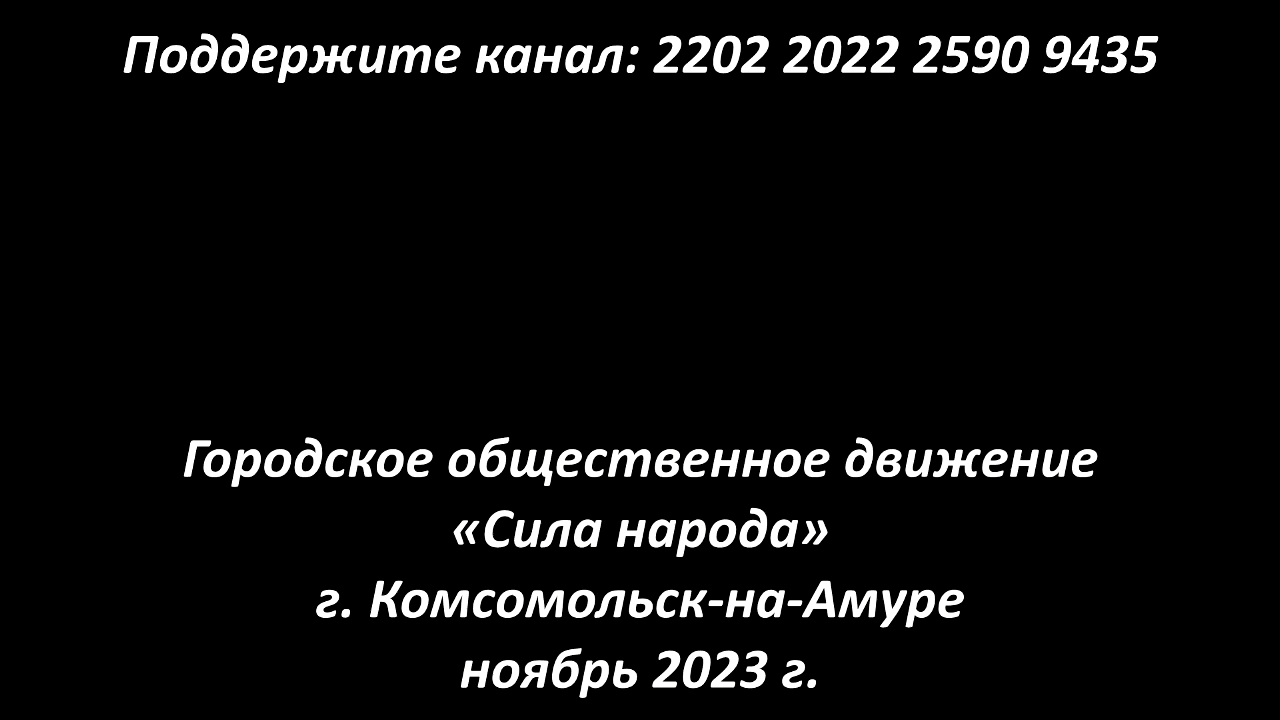 Поддержите канал: 2202 2022 2590 9435
Городское общественное движение
«Сила народа»
г. Комсомольск-на-Амуре
ноябрь 2023 г.